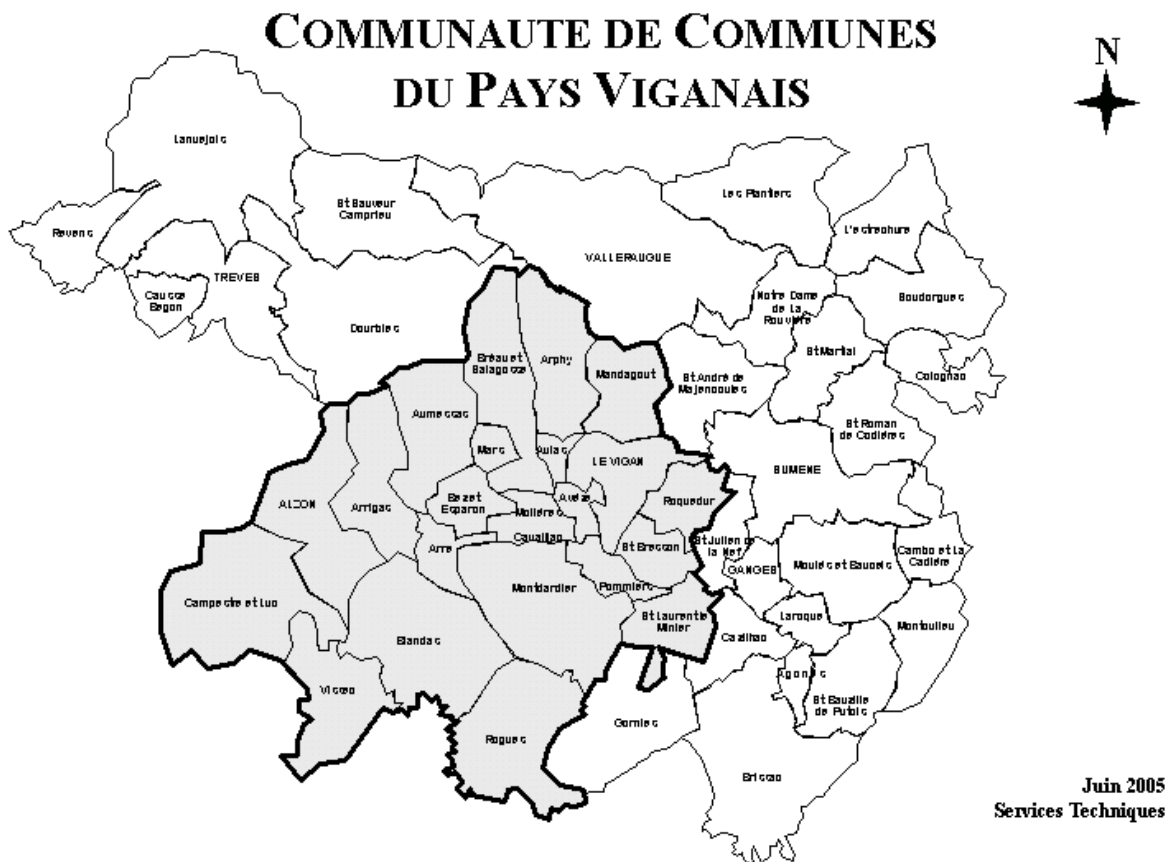 COMMUNAUTE DE COMMUNES
DU PAYS VIGANAIS
N
Lanuejols
Les Plantiers
St Sauveur
Camprieu
L'estrechure
Revens
VALLERAUGUE
TREVES
Causse
Begon
Notre Dame
de La
Rouvière
Soudorgues
Dourbies
Bréau et
Salagosse
Arphy
Mandagout
St Martial
St André de
Majencoules
Colognac
Aumessas
St Roman
de Codières
Mars
Aulas
LE VIGAN
SUMENE
ALZON
Arrigas
Bez et
Esparon
Avèze
Molières
Roquedur
Cavaillac
Arre
St Bresson
St Julien de
la Nef
GANGES
Moulès et Baucels
Cambo et La
Cadière
Campestre et Luc
Montdardier
Pommiers
St Laurent le
Minier
Laroque
Montoulieu
Blandas
Cazilhac
Vissec
Agonès
St Bauzille
de Putois
Rogues
Gornies
Brissac
Juin 2005
Services Techniques